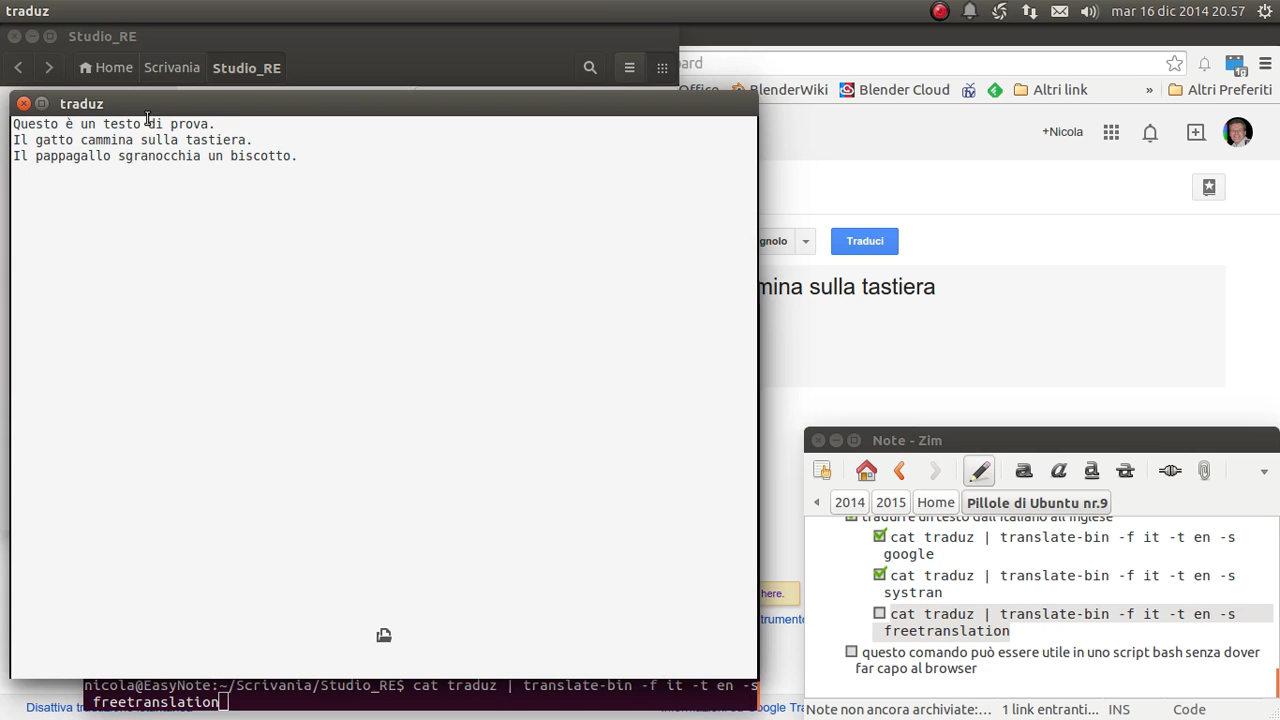 traduz
mar 16 dic 2014 20.57
Studio_RE
Home
Scrivania
Studio_RE
BlenderWiki
Blender Cloud
Altri link
»
Altri Preferiti
traduz
Questo è un testo di prova.
Il gatto cammina sulla tastiera.
Il pappagallo sgranocchia un biscotto.
+Nicola
Traduci
sulla tastiera
Note - Zim
2014
2015
Home
Pillole di Ubuntu nr.9
cat traduz | translate-bin -f it -t en -s
google
cat traduz | translate-bin -f it -t en -s
systran
cat traduz | translate-bin -f it -t en -s
freetranslation
questo comando può essere utile in uno script bash senza dover
far capo al browser
here.
nicola@EasyNote:~/Scrivania/Studio_RE$ cat traduz | translate-bin -f it -t en -s
freetranslation
Note non ancora archiviate:...
1 link entranti...
INS
Code